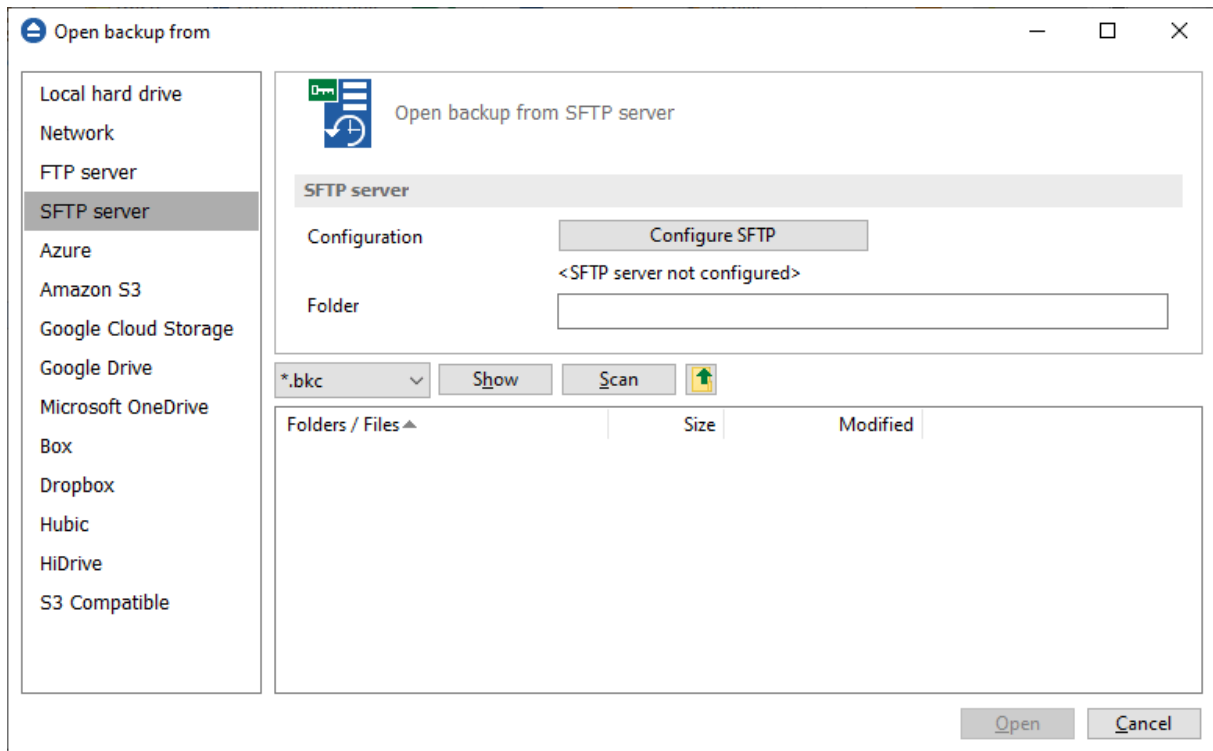 Open backup from
Local hard drive
Network
FTP server
SFTP server
Azure
Amazon S3
Google Cloud Storage
Google Drive
Microsoft OneDrive
Box
Dropbox
Hubic
HiDrive
S3 Compatible
Open backup from SFTP server
SFTP server
Configuration Configure SFTP
<SFTP server not configured>
Folder
*.bkc Show Scan
Folders / Files Size Modified
Open Cancel